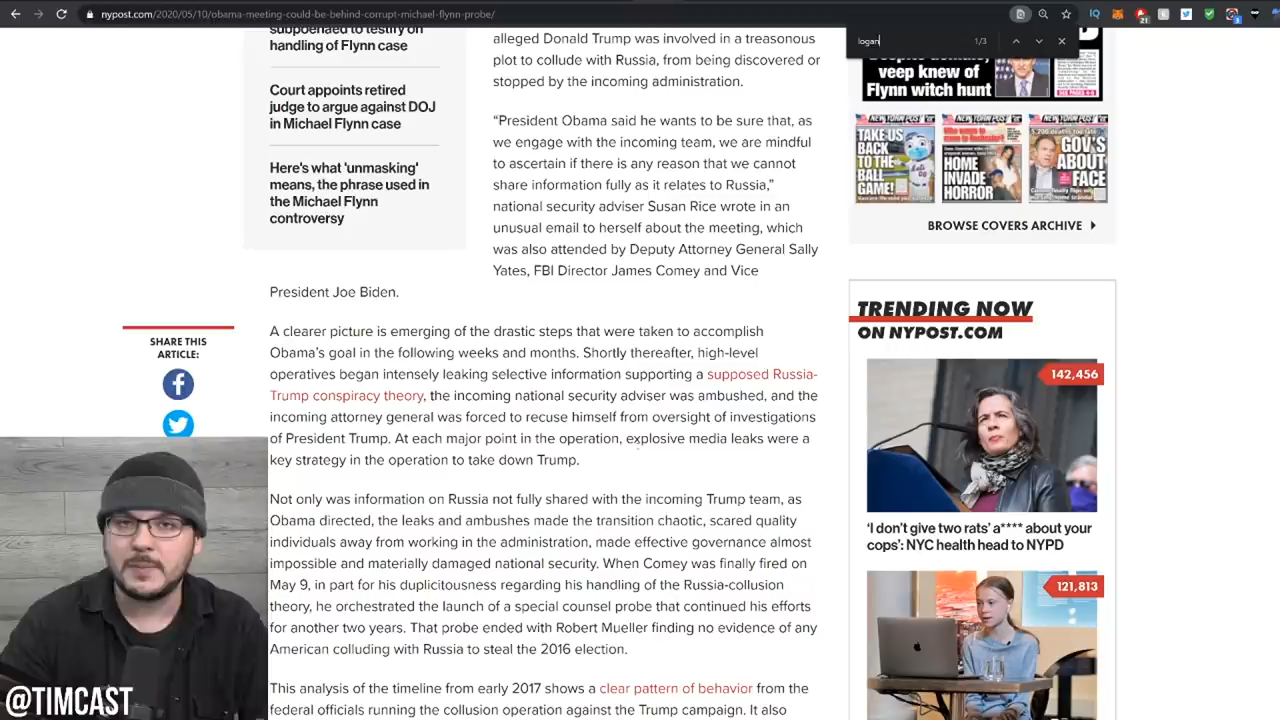 nypost.com/2020/05/10/obama-meeting-could-be-behind-corrupt-michael-flynn-probe/
21
3
logan
1/3
subpoenaed to testify on
handling of Flynn case
Court appoints retired
judge to argue against DOJ
in Michael Flynn case
Here's what 'unmasking'
means, the phrase used in
the Michael Flynn
controversy
alleged Donald Trump was involved in a treasonous
plot to collude with Russia, from being discovered or
stopped by the incoming administration.
“President Obama said he wants to be sure that, as
we engage with the incoming team, we are mindful
to ascertain if there is any reason that we cannot
share information fully as it relates to Russia,”
national security adviser Susan Rice wrote in an
unusual email to herself about the meeting, which
was also attended by Deputy Attorney General Sally
Yates, FBI Director James Comey and Vice
President Joe Biden.
A clearer picture is emerging of the drastic steps that were taken to accomplish
Obama’s goal in the following weeks and months. Shortly thereafter, high-level
operatives began intensely leaking selective information supporting a supposed Russia-
Trump conspiracy theory, the incoming national security adviser was ambushed, and the
incoming attorney general was forced to recuse himself from oversight of investigations
of President Trump. At each major point in the operation, explosive media leaks were a
key strategy in the operation to take down Trump.
Not only was information on Russia not fully shared with the incoming Trump team, as
Obama directed, the leaks and ambushes made the transition chaotic, scared quality
individuals away from working in the administration, made effective governance almost
impossible and materially damaged national security. When Comey was finally fired on
May 9, in part for his duplicitousness regarding his handling of the Russia-collusion
theory, he orchestrated the launch of a special counsel probe that continued his efforts
for another two years. That probe ended with Robert Mueller finding no evidence of any
American colluding with Russia to steal the 2016 election.
This analysis of the timeline from early 2017 shows a clear pattern of behavior from the
officials running the collusion operation against the Trump campaign. It also
SHARE THIS
ARTICLE:
veep knew of
Flynn witch hunt
NEW YORK POST
NEW YORK POST
NEW YORK POST
TAKE US
BACK
TO THE
BALL
GAME!
HOME
INVADE
HORROR
GOV'S
ABOUT
FACE
BROWSE COVERS ARCHIVE
TRENDING NOW
ON NYPOST.COM
142,456
‘I don’t give two rats’ a**** about your
cops’: NYC health head to NYPD
121,813
@TIMCAST